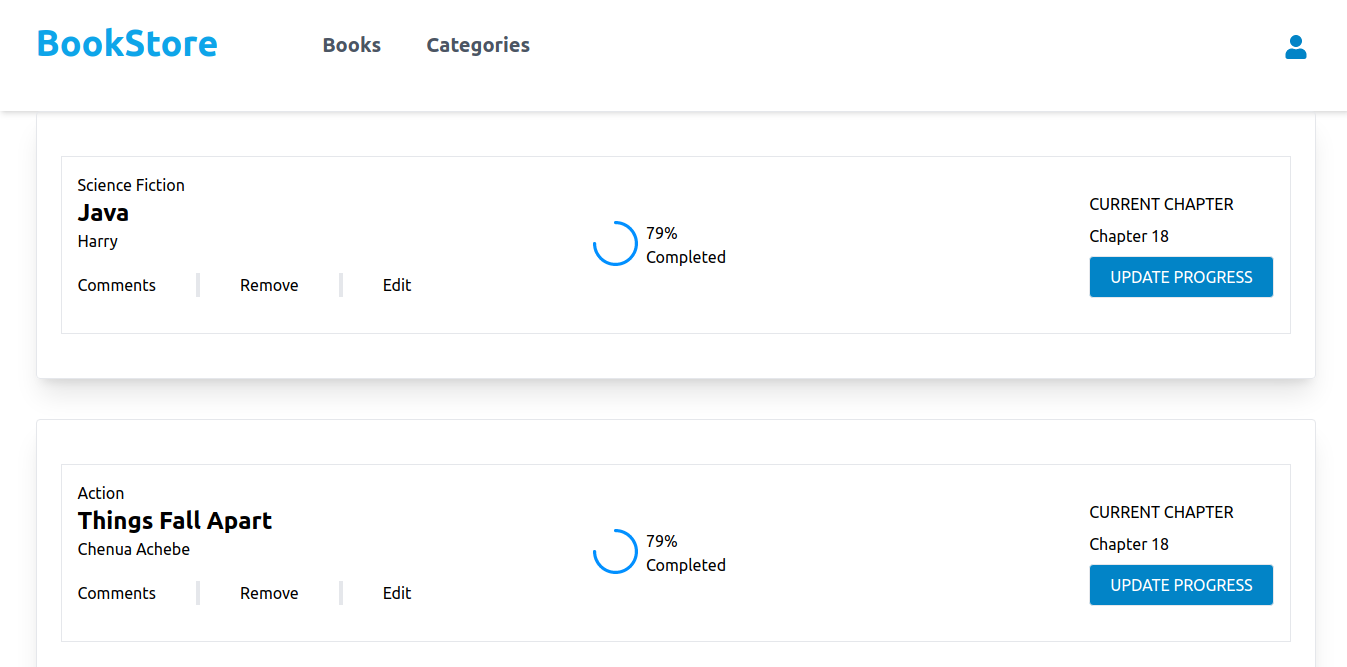 BookStore Books Categories
Science Fiction
Java
Harry
Comments Remove Edit
79%
Completed
CURRENT CHAPTER
Chapter 18
UPDATE PROGRESS
Action
Things Fall Apart
Chenua Achebe
Comments Remove Edit
79%
Completed
CURRENT CHAPTER
Chapter 18
UPDATE PROGRESS